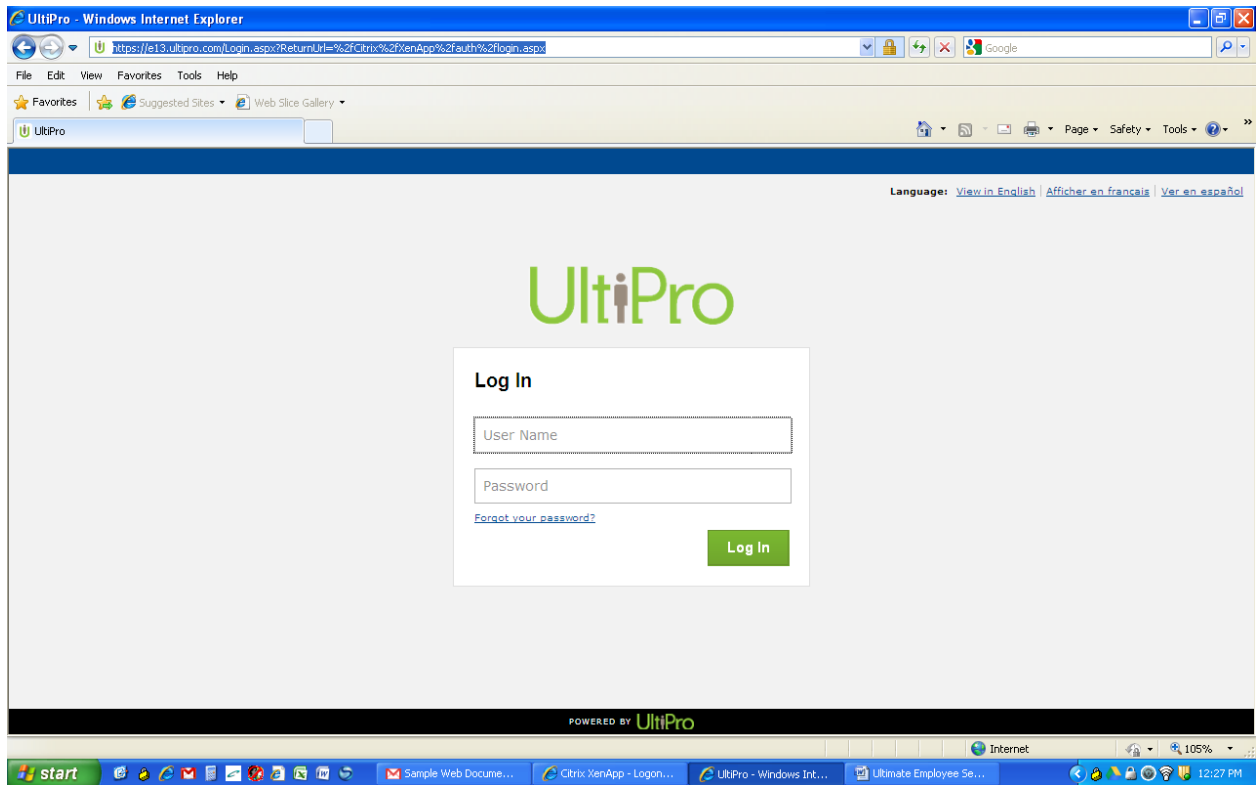 UltiPro - Windows Internet Explorer
https://e13.ultipro.com/Login.aspx?ReturnUrl=%2fCitrix%2fXenApp%2fauth%2flogin.aspx
Google
File Edit View Favorites Tools Help
Favorites Suggested Sites Web Slice Gallery
UltiPro
Page Safety Tools
Language: View in English Afficher en francais Ver en español
UltiPro
Log In
User Name
Password
Forgot your password?
Log In
POWERED BY UltiPro
Internet 105%
start Sample Web Docume... Citrix XenApp - Logon... UltiPro - Windows Int... Ultimate Employee Se... 12:27 PM